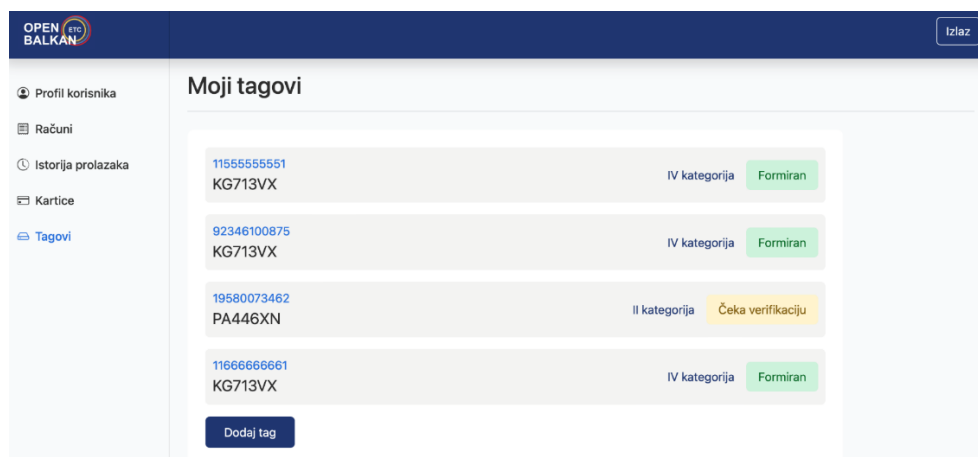 OPEN ETC
BALKAN
Izlaz
Profil korisnika
Računi
Istorija prolazaka
Kartice
Tagovi
Moji tagovi
11555555551
KG713VX
IV kategorija
Formiran
92346100875
KG713VX
IV kategorija
Formiran
19580073462
PA446XN
II kategorija
Čeka verifikaciju
11666666661
KG713VX
IV kategorija
Formiran
Dodaj tag